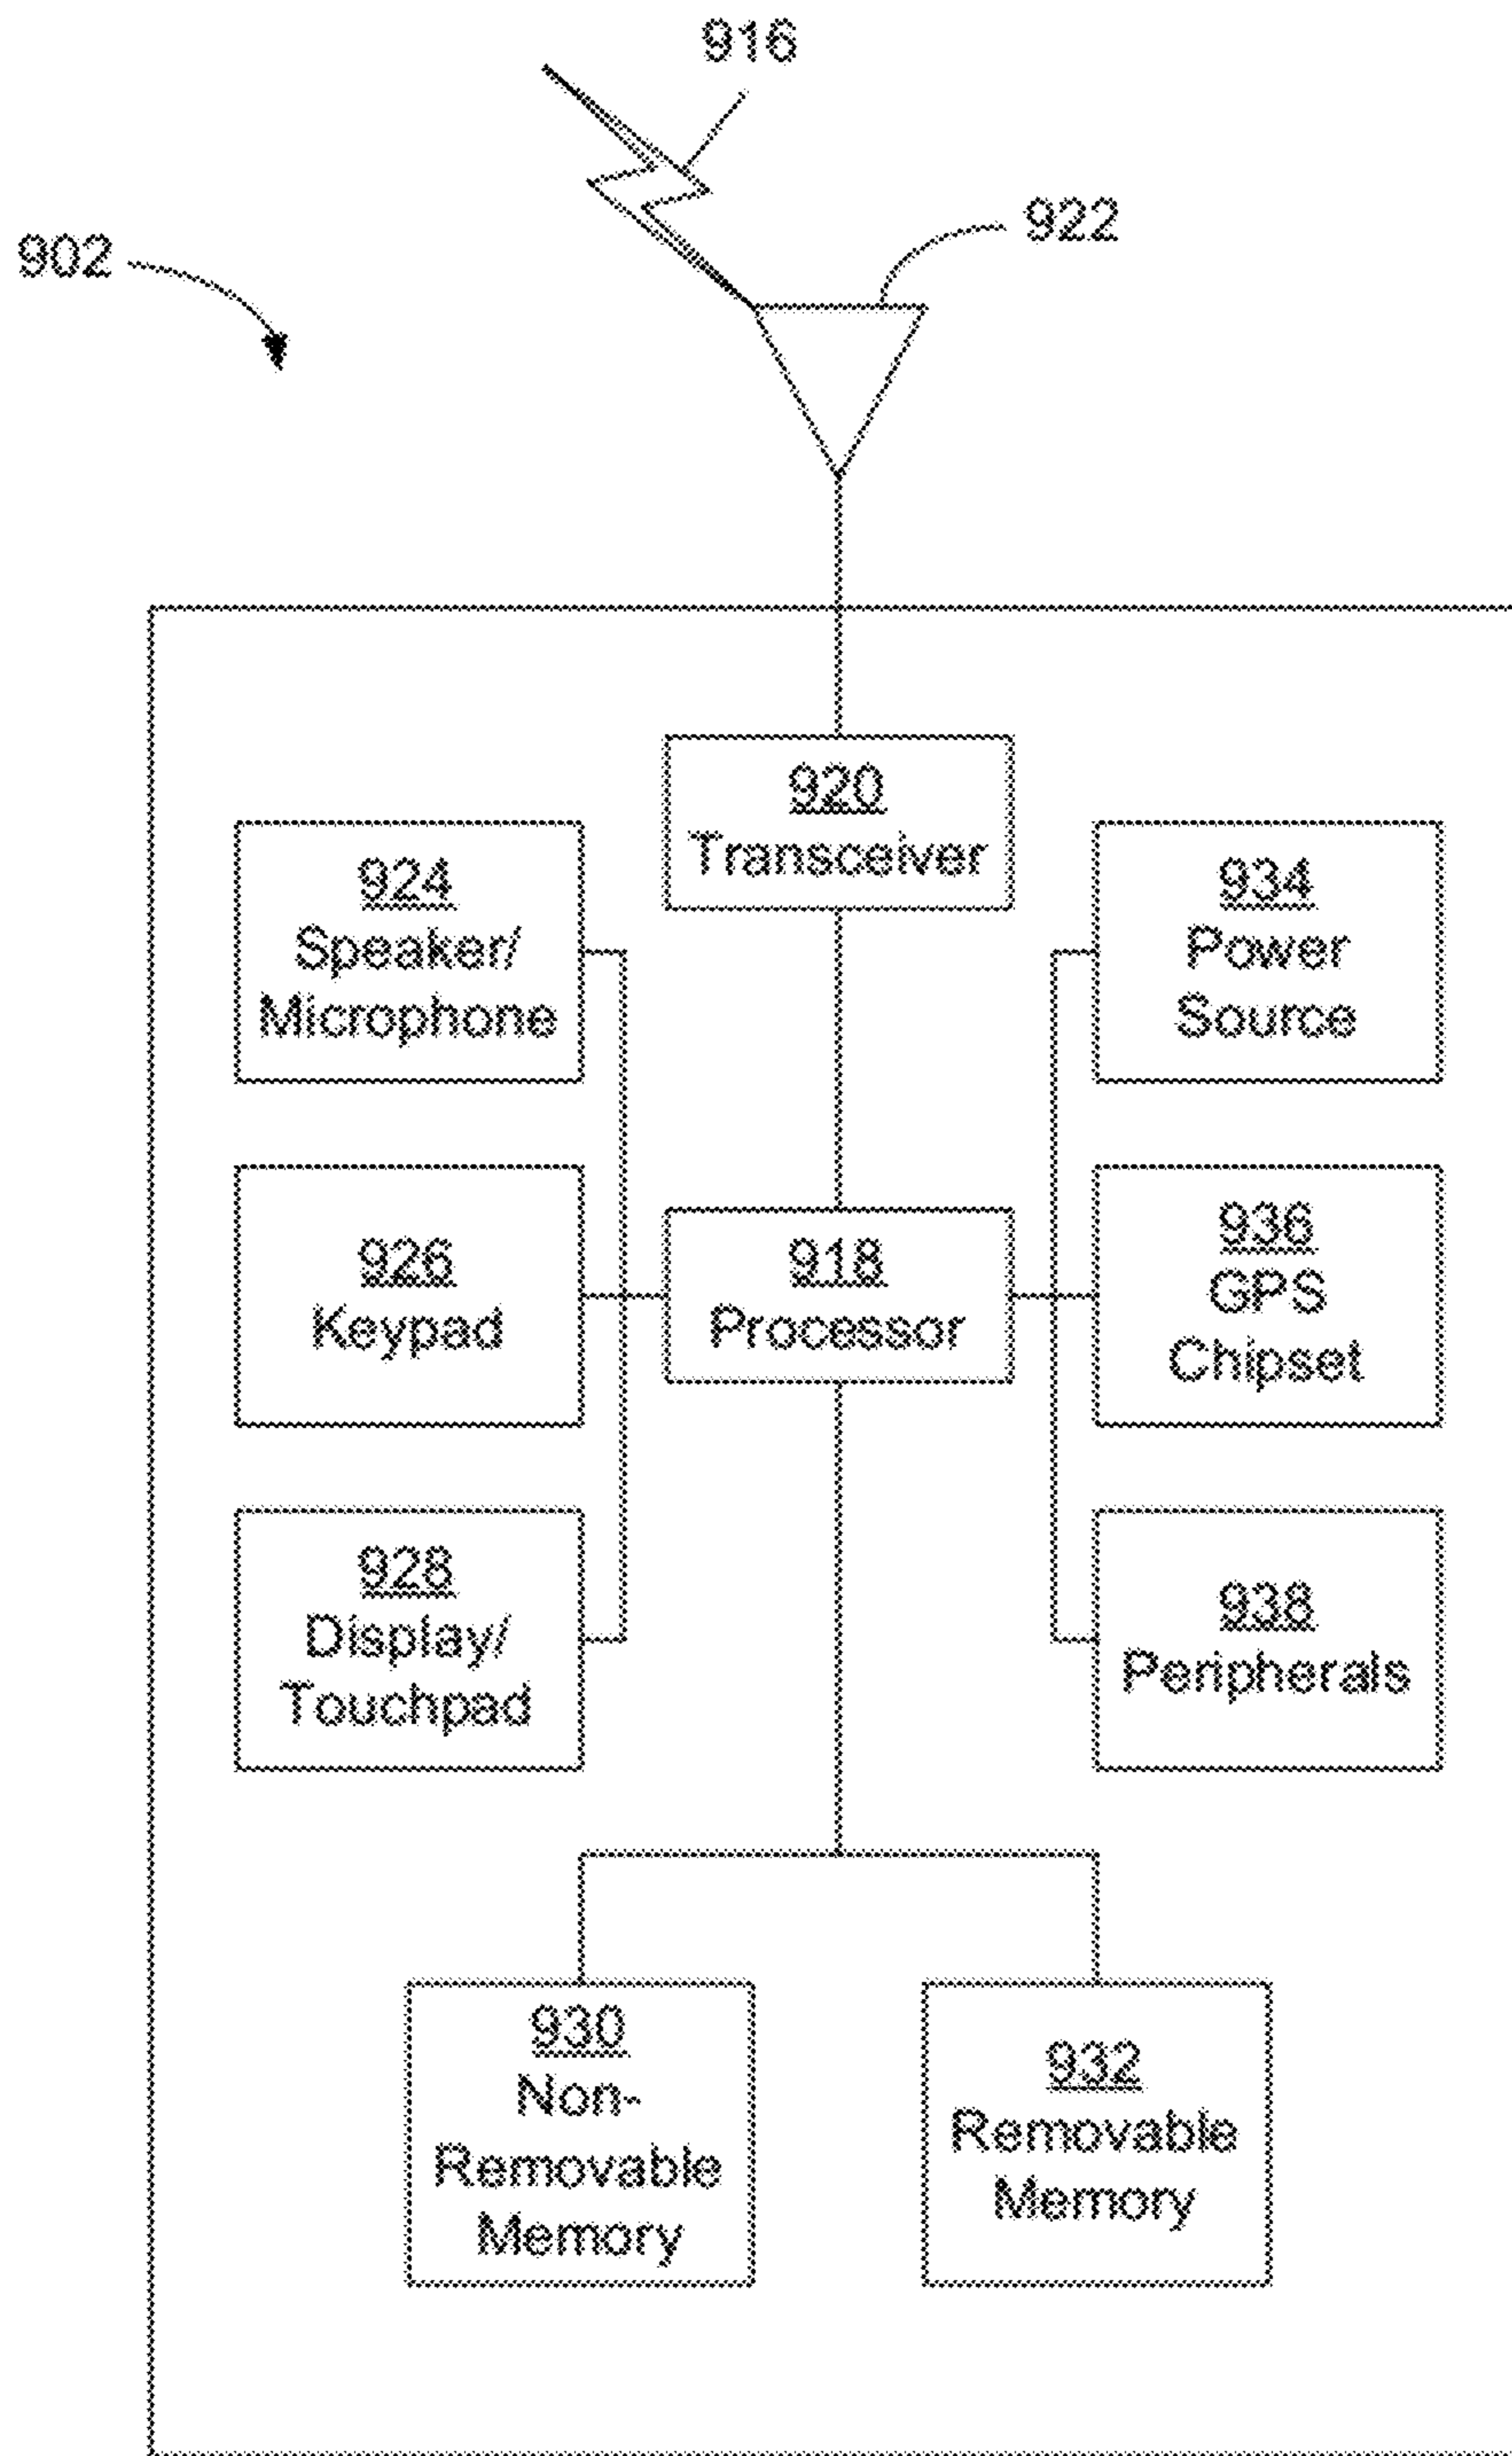 916
922
902
920
Transceiver
924
Speaker/
Microphone
934
Power
Source
926
Keypad
918
Processor
936
GPS
Chipset
928
Display/
Touchpad
938
Peripherals
930
Non-
Removable
Memory
932
Removable
Memory